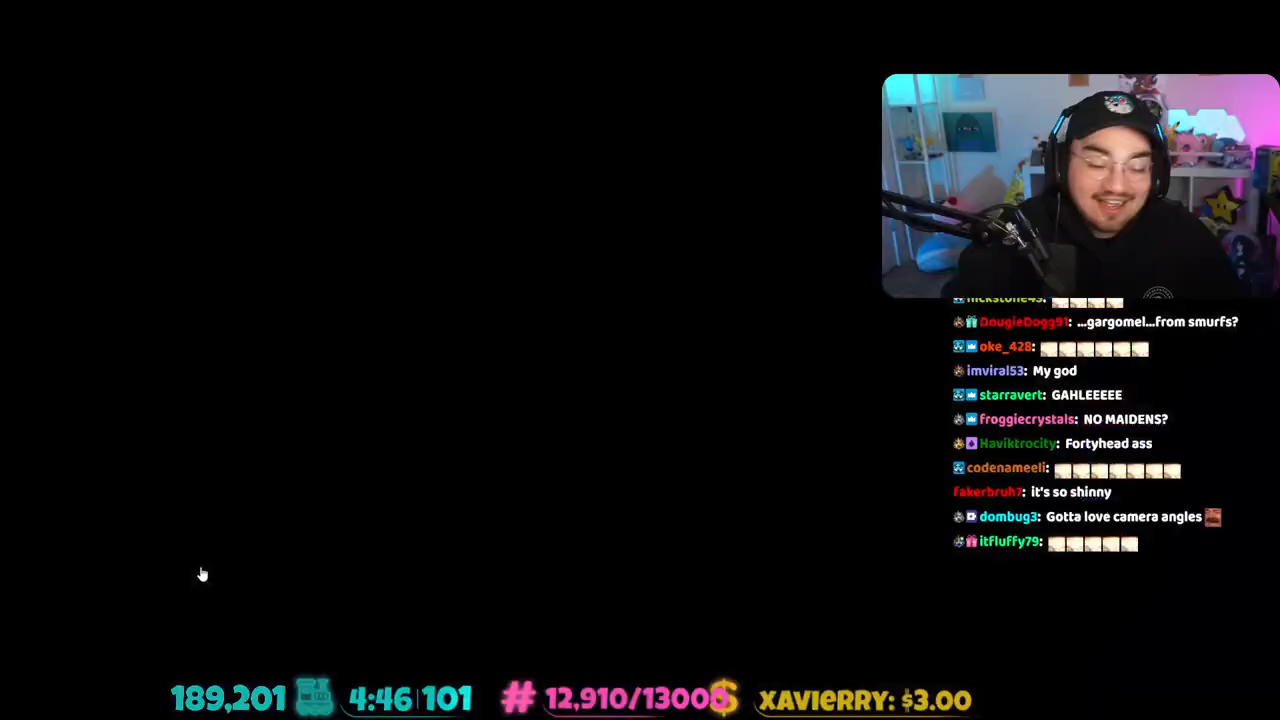 nickstone45:
DougieDogg91: ...gargomel...from smurfs?
oke_428:
imviral53: My god
starravert: GAHLEEEEE
froggiecrystals: NO MAIDENS?
Haviktrocity: Fortyhead ass
codenameeli:
fakerbruh7: it's so shinny
dombug3: Gotta love camera angles
itfluffy79:
189,201 4:46 101 # 12,910/13000 $ XAVIERRY: $3.00